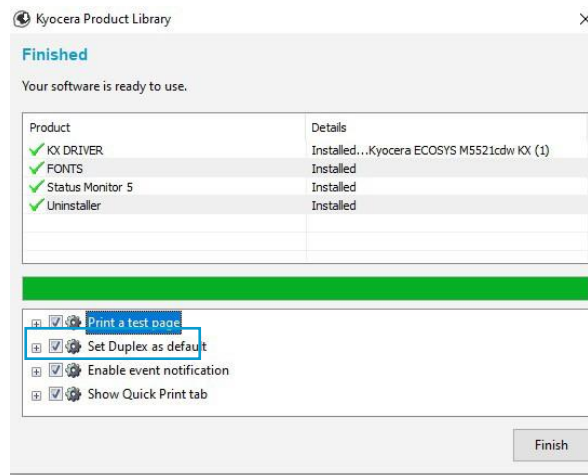 Kyocera Product Library
Finished
Your software is ready to use.
Product Details
KX DRIVER Installed...Kyocera ECOSYS M5521cdw KX (1)
FONTS Installed
Status Monitor 5 Installed
Uninstaller Installed
Print a test page
Set Duplex as default
Enable event notification
Show Quick Print tab
Finish